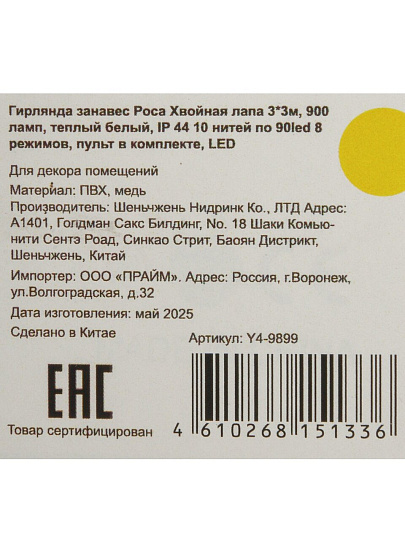 Гирлянда занавес Роса Хвойная лапа 3*3м, 900
ламп, теплый белый, IP 44 10 нитей по 90led 8
режимов, пульт в комплекте, LED
Для декора помещений
Материал: ПВХ, медь
Производитель: Шеньчжень Нидринк Ко., ЛТД Адрес:
А1401, Голдман Сакс Билдинг, No. 18 Шаки Комью-
нити Сентэ Роад, Синкао Стрит, Баоян Дистрикт,
Шеньчжень, Китай
Импортер: ООО «ПРАЙМ». Адрес: Россия, г.Воронеж,
ул.Волгоградская, д.32
Дата изготовления: май 2025
Сделано в Китае
Артикул: Y4-9899
EAC
Товар сертифицирован
4 610268 151336